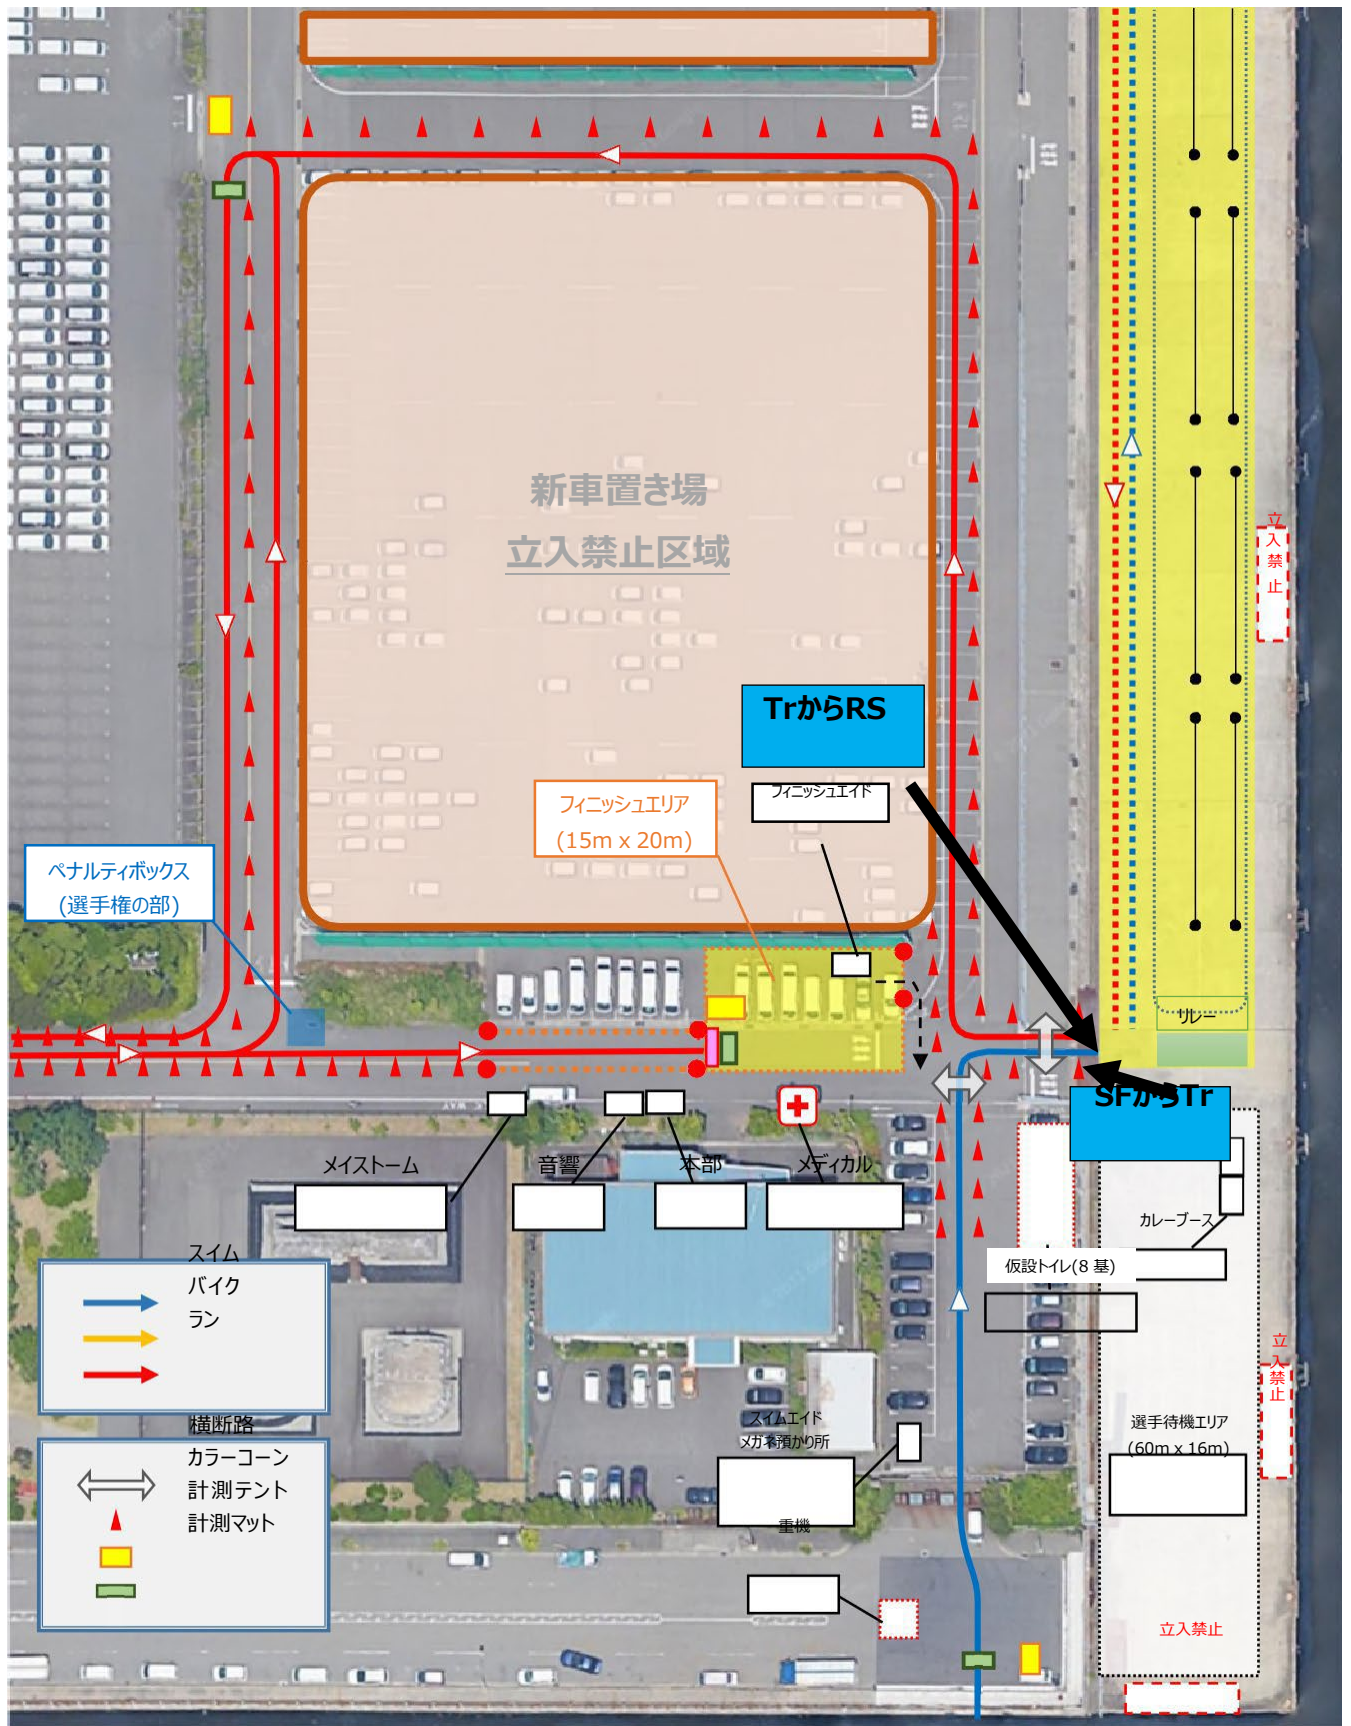 新車置き場
立入禁止区域
立
入
禁
止
TrからRS
フィニッシュエイド
フィニッシュエリア
(15m x 20m)
ペナルティボックス
(選手権の部)
リレー
SFからTr
メイストーム
音響
本部
メディカル
カレーブース
仮設トイレ(8 基)
スイム
バイク
ラン
立
入
禁
止
横断路
カラーコーン
計測テント
計測マット
スイムエイド
メガネ預かり所
重機
選手待機エリア
(60m x 16m)
立入禁止